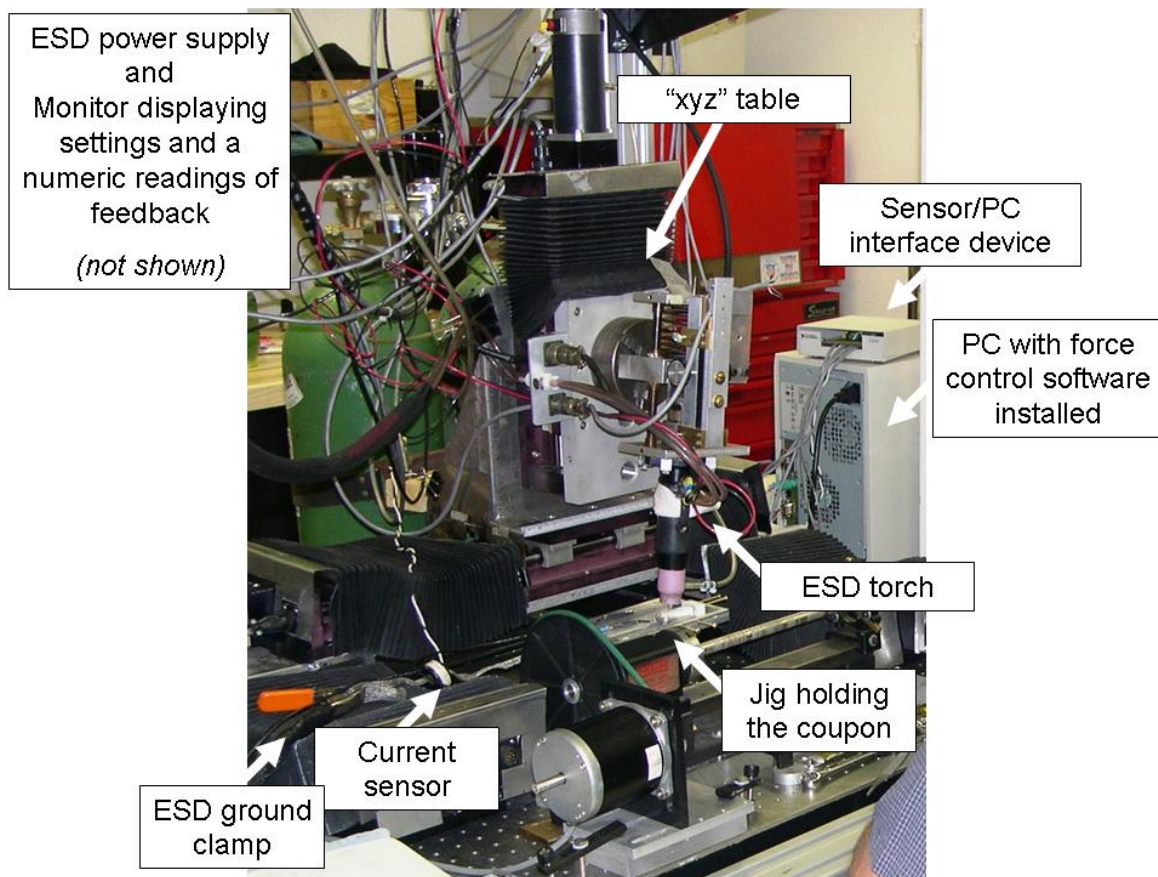 ESD power supply
and
Monitor displaying
settings and a
numeric readings of
feedback
(not shown)
“xyz” table
Sensor/PC
interface device
PC with force
control software
installed
ESD torch
Jig holding
the coupon
Current
sensor
ESD ground
clamp